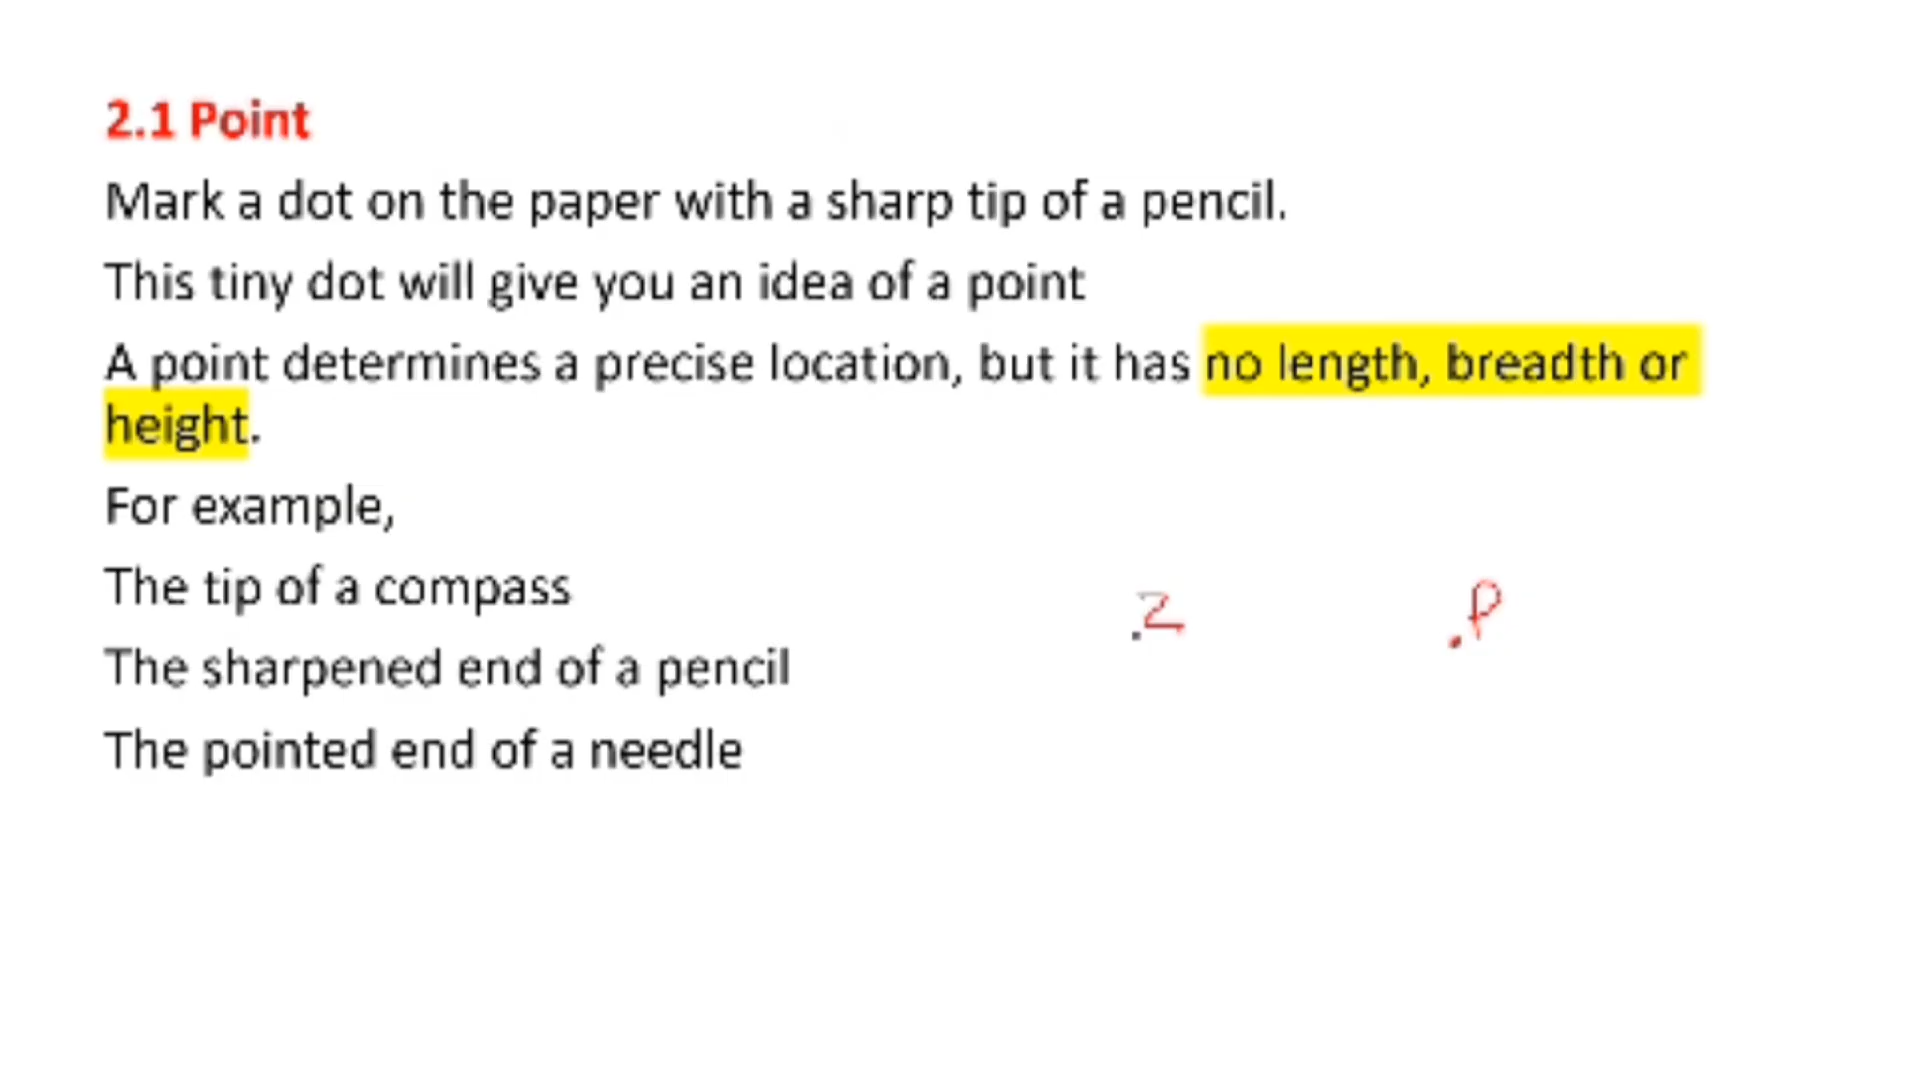 2.1 Point
Mark a dot on the paper with a sharp tip of a pencil.
This tiny dot will give you an idea of a point
A point determines a precise location, but it has no length, breadth or
height.
For example,
The tip of a compass
.Z .P
The sharpened end of a pencil
The pointed end of a needle